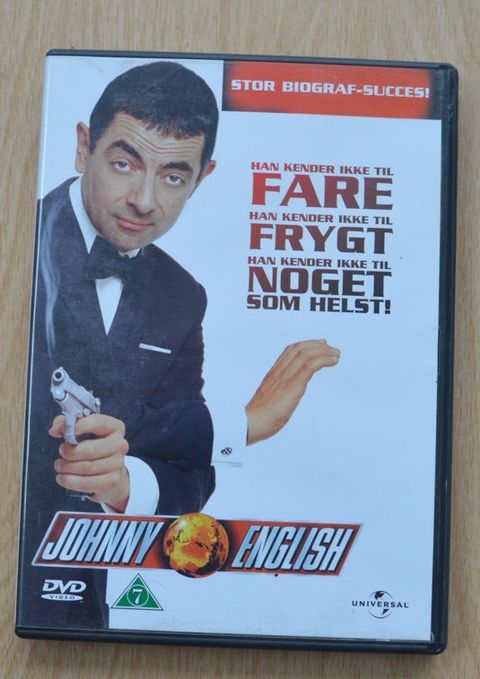 STOR BIOGRAF-SUCCES!
HAN KENDER IKKE TIL
FARE
HAN KENDER IKKE TIL
FRYGT
HAN KENDER IKKE TIL
NOGET
SOM HELST!
JOHNNY ENGLISH
DVD
VIDEO
7
UNIVERSAL